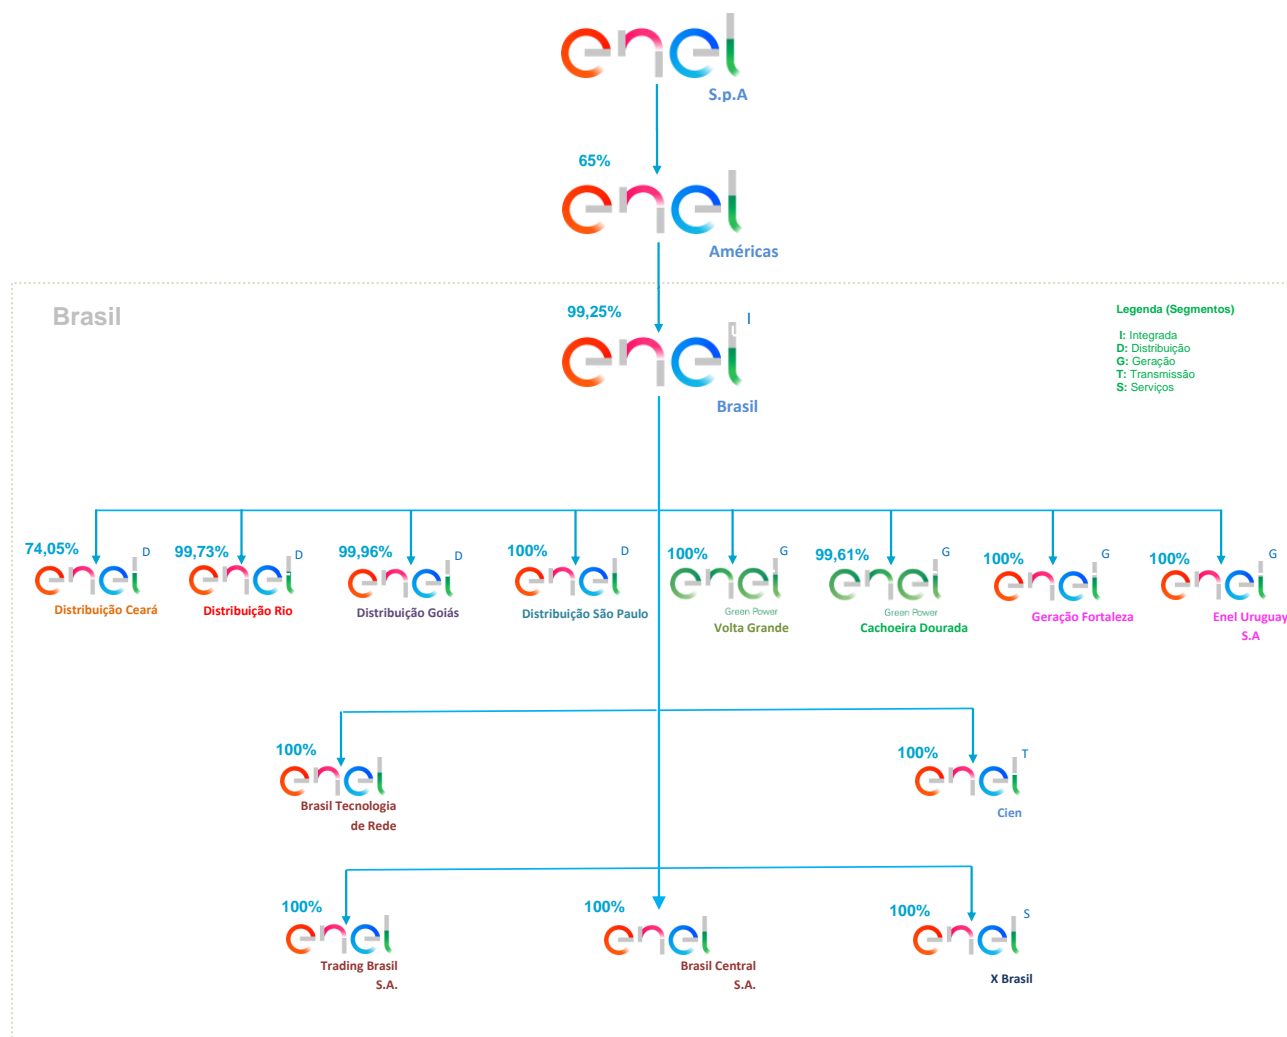 enel
S.p.A
65%
enel
Américas
Brasil
99,25%
I
enel
Brasil
Legenda (Segmentos)
I: Integrada
D: Distribuição
G: Geração
T: Transmissão
S: Serviços
74,05%
D
enel
Distribuição Ceará
99,73%
D
enel
Distribuição Rio
99,96%
D
enel
Distribuição Goiás
100%
D
enel
Distribuição São Paulo
100%
G
enel
Green Power
Volta Grande
99,61%
G
enel
Green Power
Cachoeira Dourada
100%
G
enel
Geração Fortaleza
100%
G
enel
Enel Uruguay
S.A
100%
enel
Brasil Tecnologia
de Rede
100%
T
enel
Cien
100%
enel
Trading Brasil
S.A.
100%
enel
Brasil Central
S.A.
100%
S
enel
X Brasil